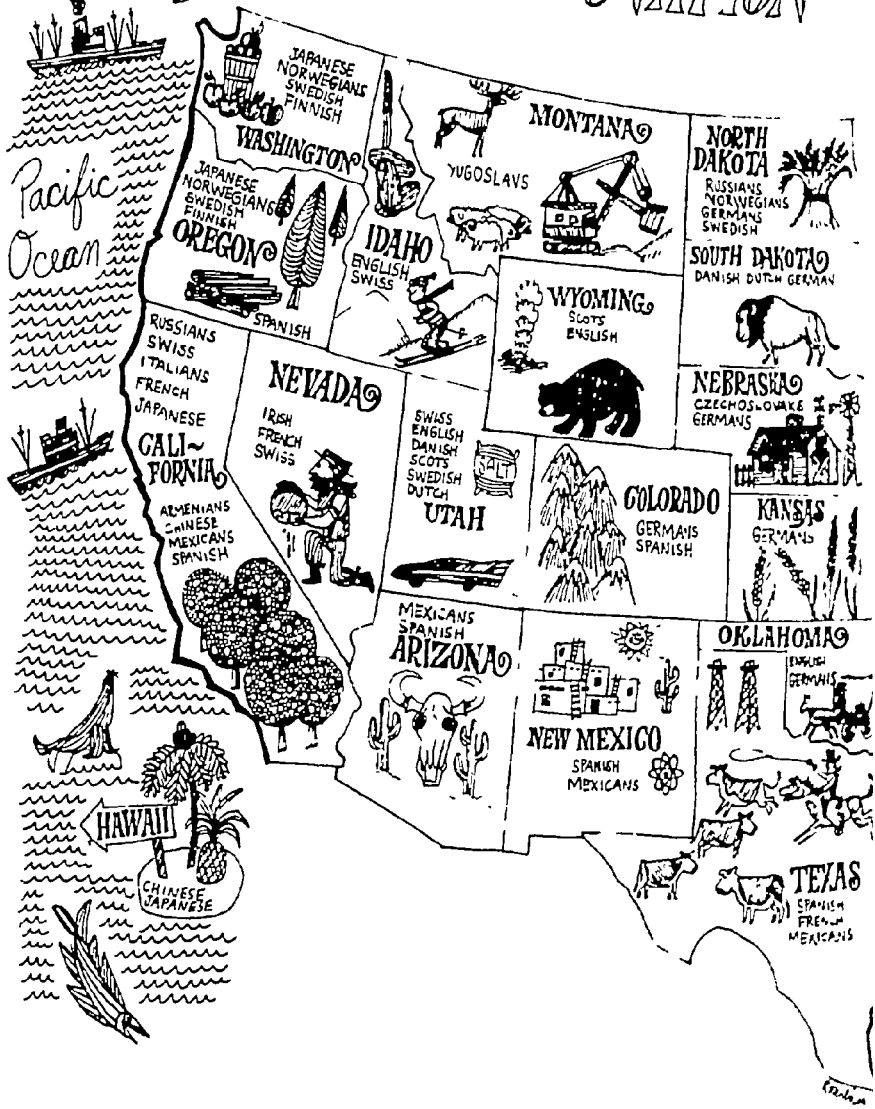 NATION
JAPANESE
NORWEGIANS
SWEDISH
FINNISH
WASHINGTON
Pacific
Ocean
JAPANESE
NORWEGIANS
SWEDISH
FINNISH
OREGON
SPANISH
IDAHO
ENGLISH
SWISS
MONTANA
YUGOSLAVS
NORTH
DAKOTA
RUSSIANS
NORWEGIANS
GERMANS
SWEDISH
SOUTH DAKOTA
DANISH DUTCH GERMAN
WYOMING
SCOTS
ENGLISH
NEBRASKA
CZECHOSLOVAKS
GERMANS
RUSSIANS
SWISS
ITALIANS
FRENCH
JAPANESE
CALI~
FORNIA
ARMENIANS
CHINESE
MEXICANS
SPANISH
NEVADA
IRISH
FRENCH
SWISS
SWISS
ENGLISH
DANISH
SCOTS
SWEDISH
DUTCH
UTAH
SALT
COLORADO
GERMANS
SPANISH
KANSAS
GERMANS
MEXICANS
SPANISH
ARIZONA
NEW MEXICO
SPANISH
MEXICANS
OKLAHOMA
ENGLISH
GERMANS
TEXAS
SPANISH
FRENCH
MEXICANS
HAWAII
CHINESE
JAPANESE